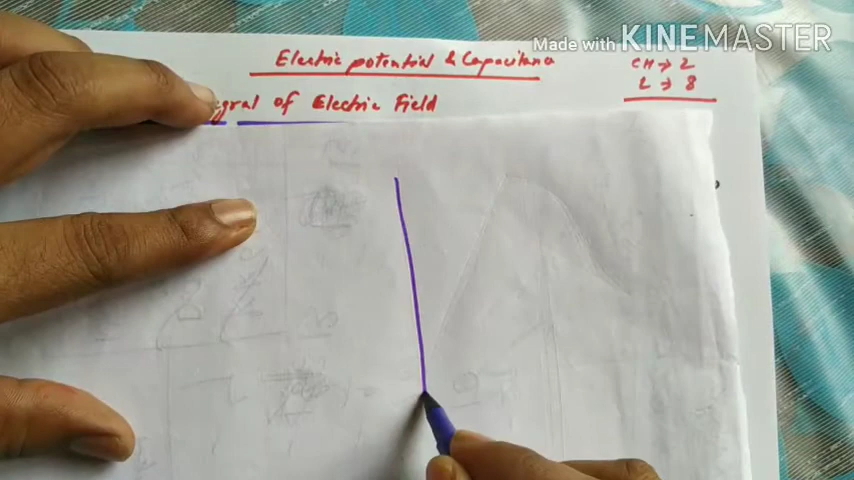 Made with KINEMASTER
Electric potential & Capacitance
CH → 2
L → 8
gral of Electric Field